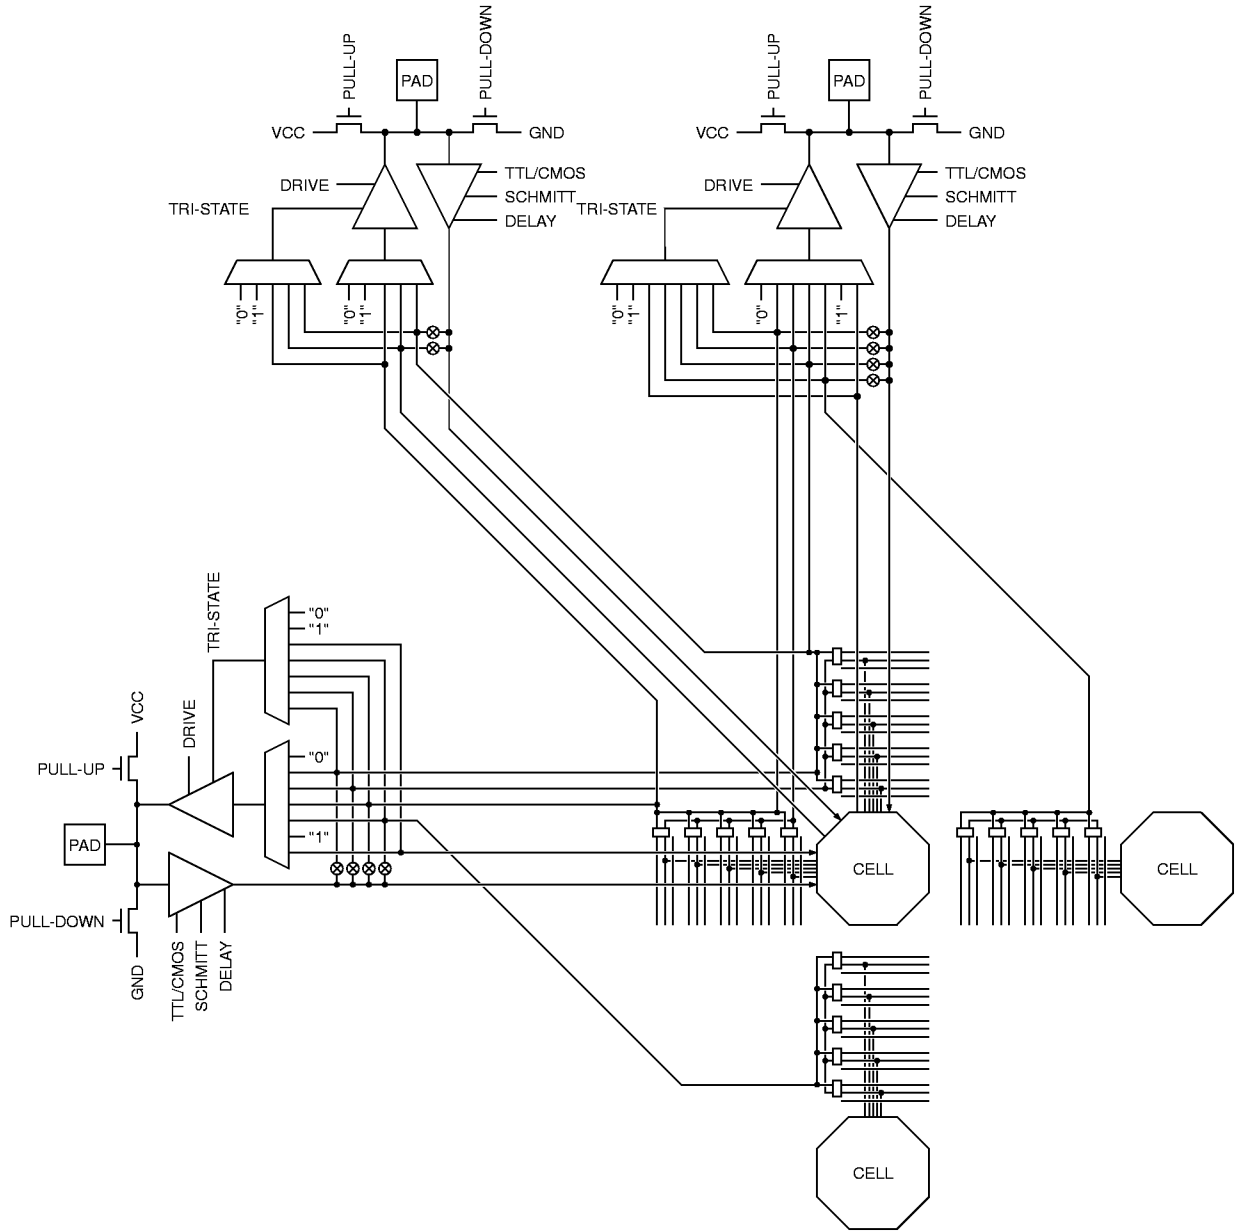 PULL-UP
PAD
PULL-DOWN
VCC
GND
DRIVE
TTL/CMOS
SCHMITT
DELAY
TRI-STATE
"0"
"1"
"0"
"1"
PULL-UP
PAD
PULL-DOWN
VCC
GND
DRIVE
TTL/CMOS
SCHMITT
DELAY
TRI-STATE
"0"
"1"
"0"
"1"
TRI-STATE
"0"
"1"
VCC
DRIVE
PULL-UP
"0"
"1"
PAD
PULL-DOWN
GND
TTL/CMOS
SCHMITT
DELAY
CELL
CELL
CELL